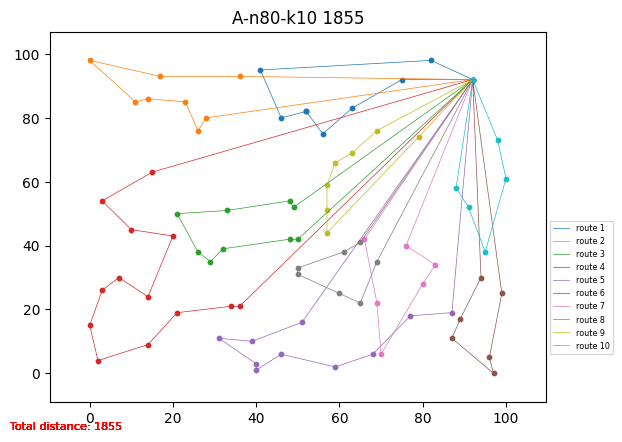 A-n80-k10 1855
100
80
60
40
20
0
0
20
40
60
80
100
route 1
route 2
route 3
route 4
route 5
route 6
route 7
route 8
route 9
route 10
Total distance: 1855